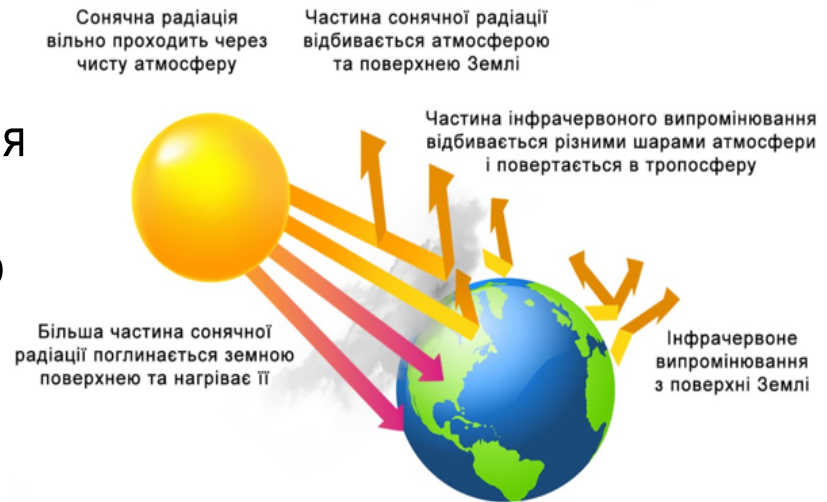 Сонячна радіація
вільно проходить через
чисту атмосферу
Частина сонячної радіації
відбивається атмосферою
та поверхнею Землі
Частина інфрачервоного випромінювання
відбивається різними шарами атмосфери
і повертається в тропосферу
я
Більша частина сонячної
радіації поглинається земною
поверхнею та нагріває її
Інфрачервоне
випромінювання
з поверхні Землі